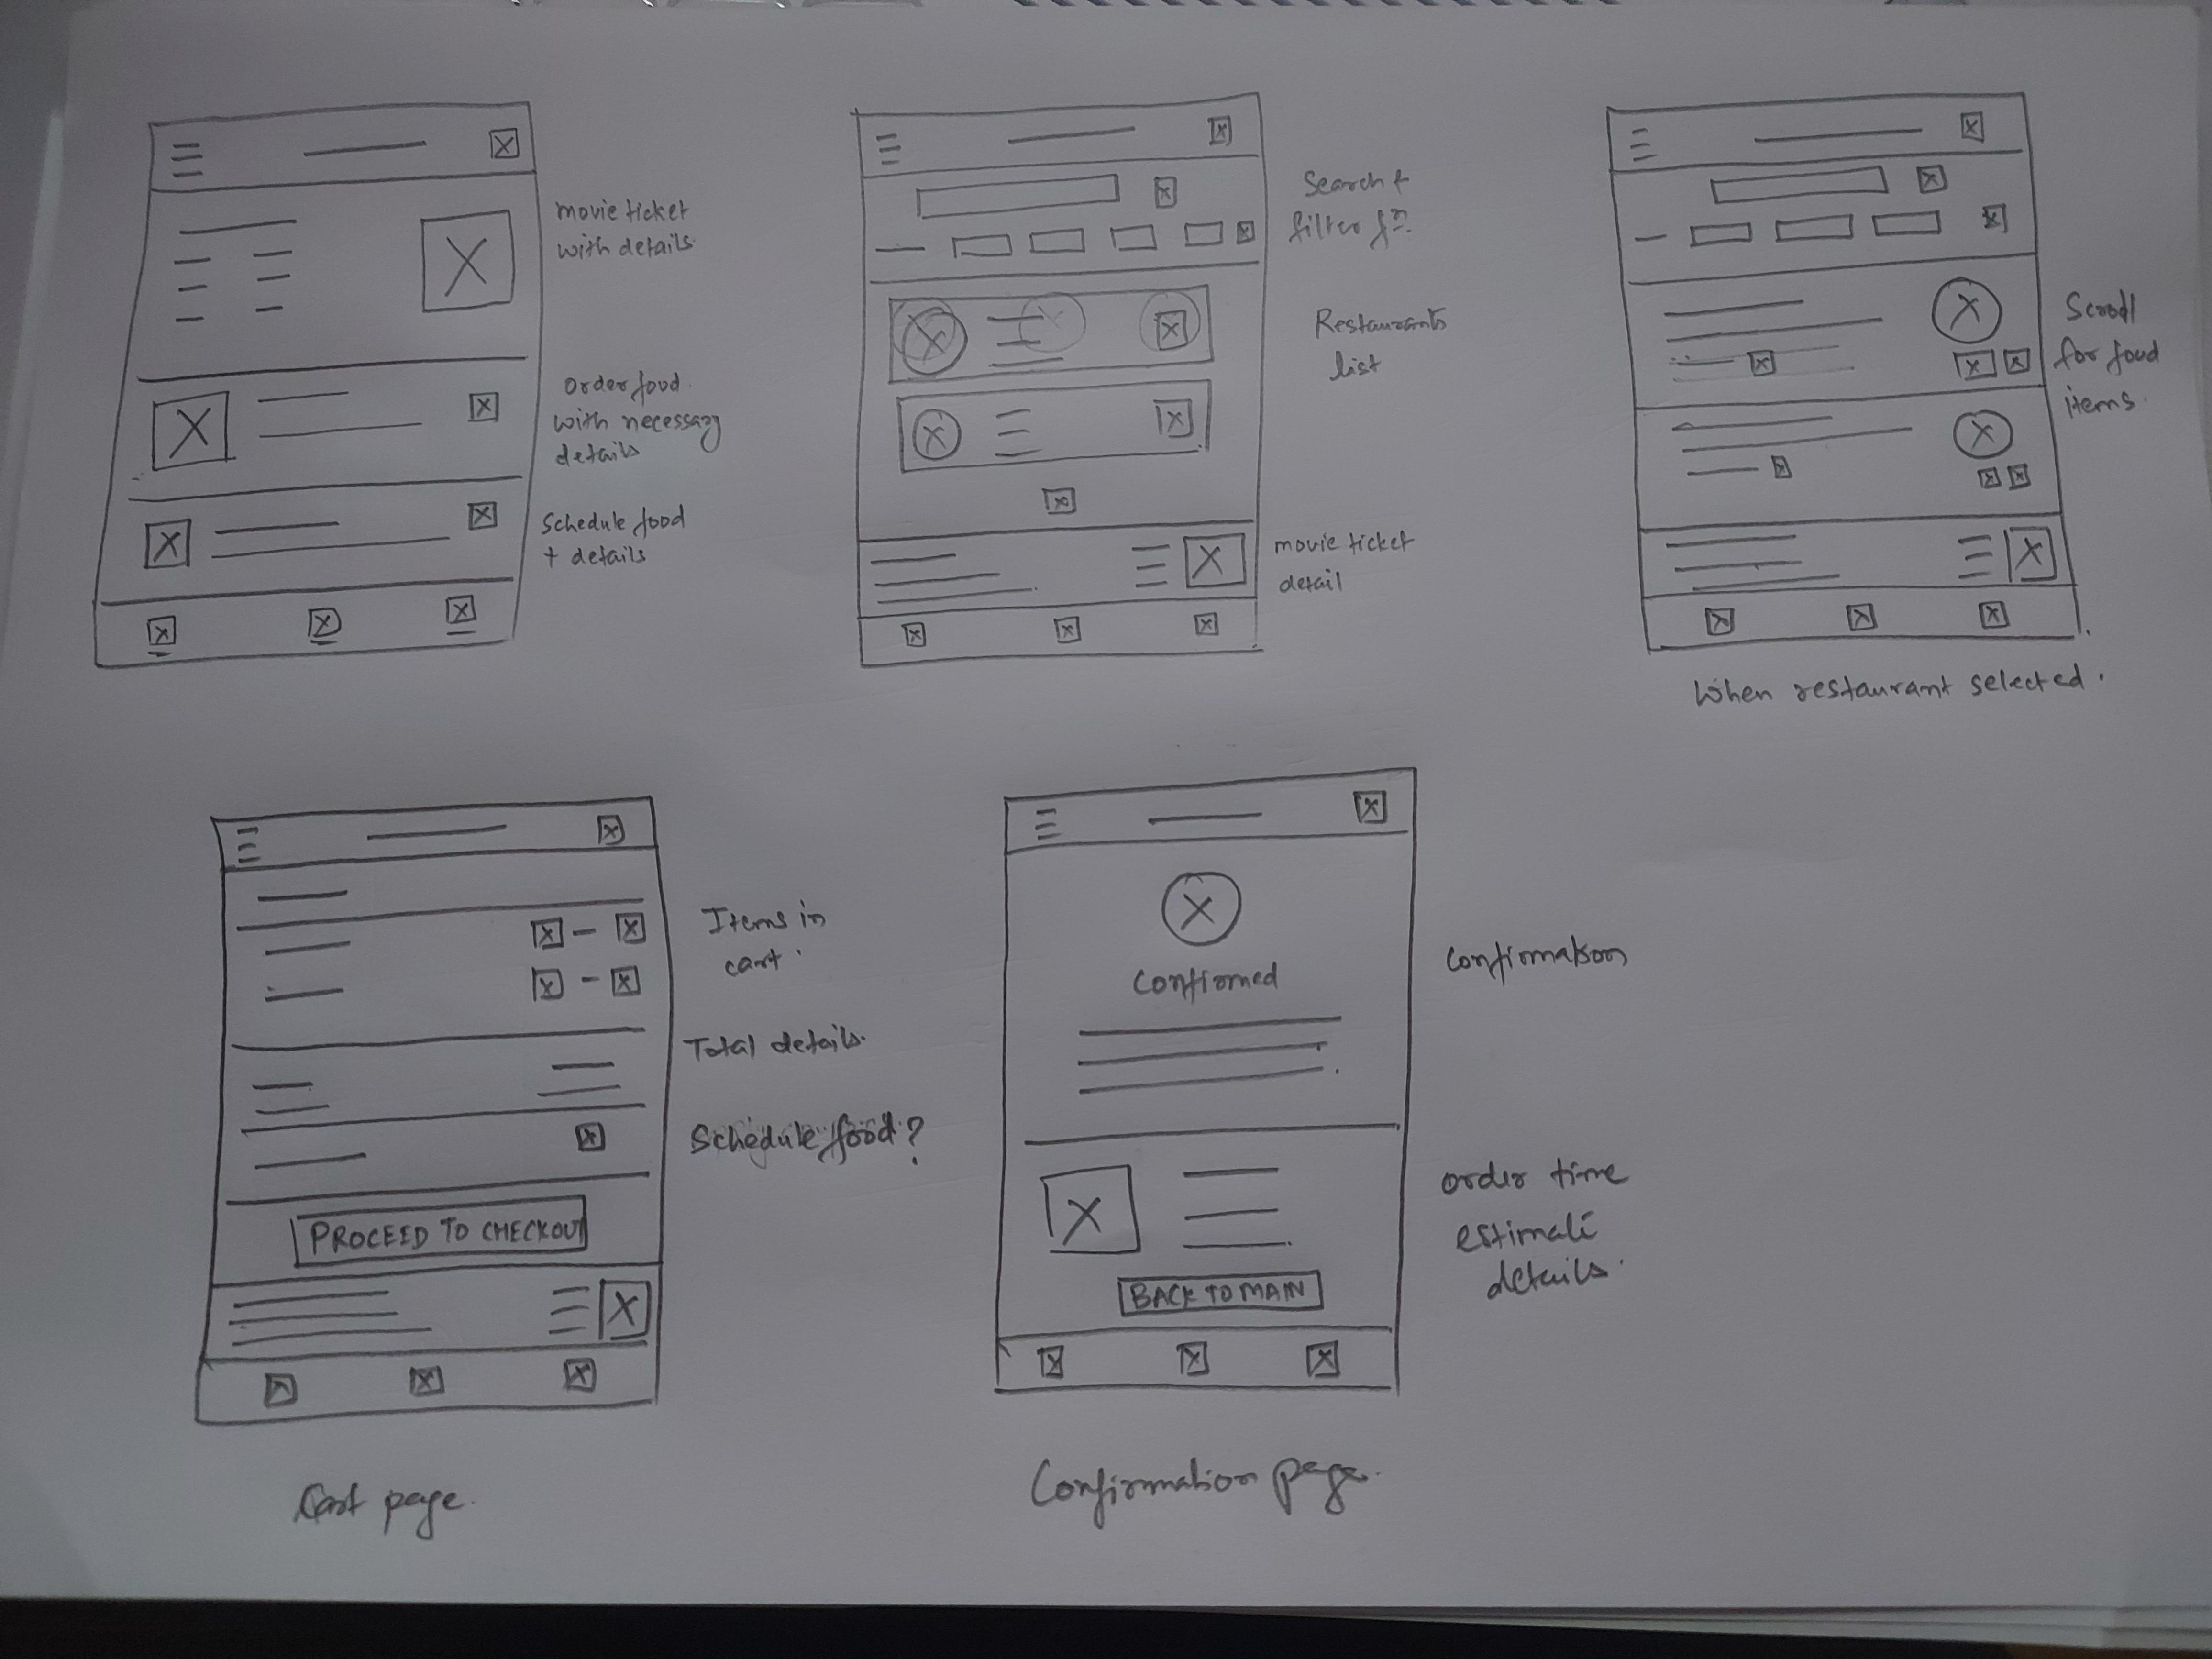 movie ticket
with details.
Order food
with necessary
details
Schedule food
+ details
Search +
filter fⁿ.
Restaurants
list
movie ticket
detail
Scroll
for food
items.
When restaurant selected.
Items in
cart.
Total details.
Schedule food?
PROCEED TO CHECKOUT
Cart page.
Confirmed
BACK TO MAIN
Confirmation
order time
estimate
details.
Confirmation page.